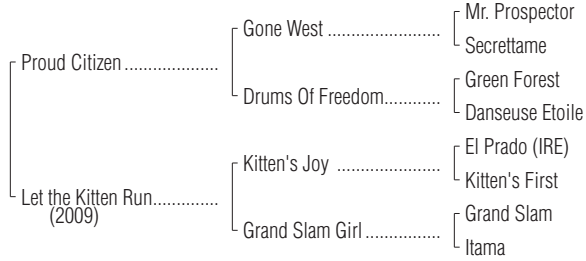 Mr. Prospector
Gone West ........................
Secrettame
Proud Citizen ....................
Green Forest
Drums Of Freedom............
Danseuse Etoile
El Prado (IRE)
Kitten's Joy ......................
Kitten's First
Let the Kitten Run..............
(2009)
Grand Slam
Grand Slam Girl ................
Itama